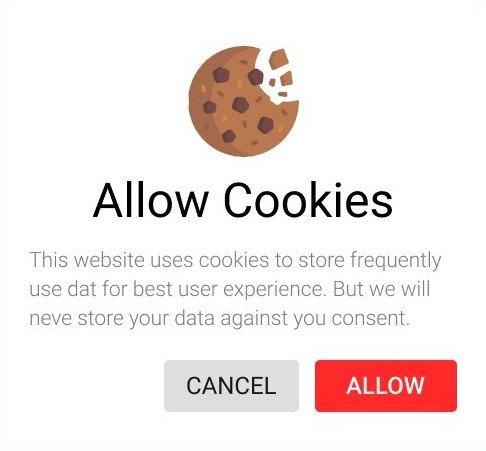 Allow Cookies
This website uses cookies to store frequently
use dat for best user experience. But we will
neve store your data against you consent.
CANCEL
ALLOW